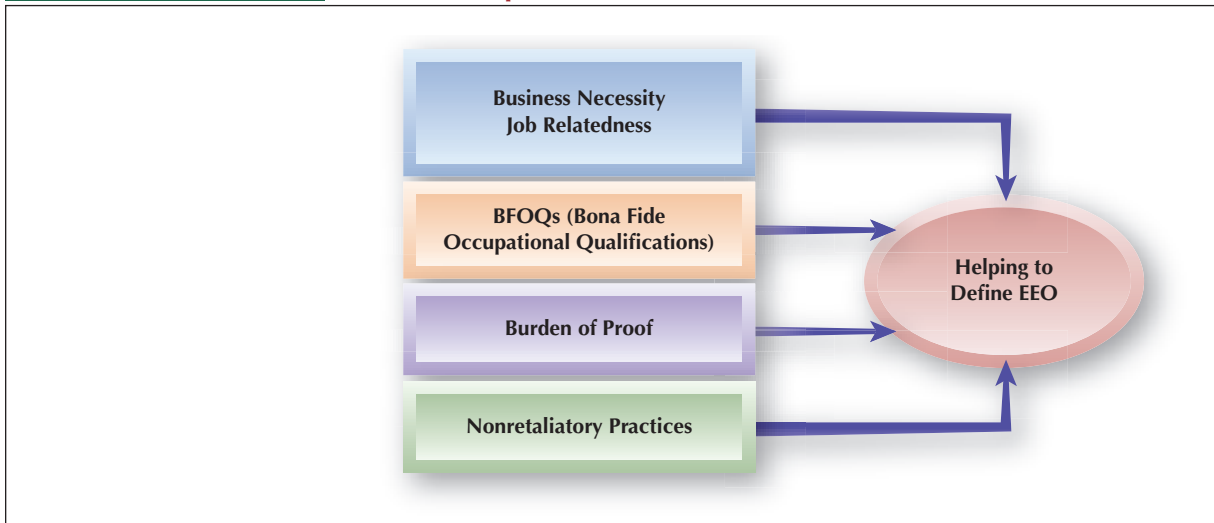 Business Necessity
Job Relatedness
BFOQs (Bona Fide
Occupational Qualifications)
Burden of Proof
Nonretaliatory Practices
Helping to
Define EEO